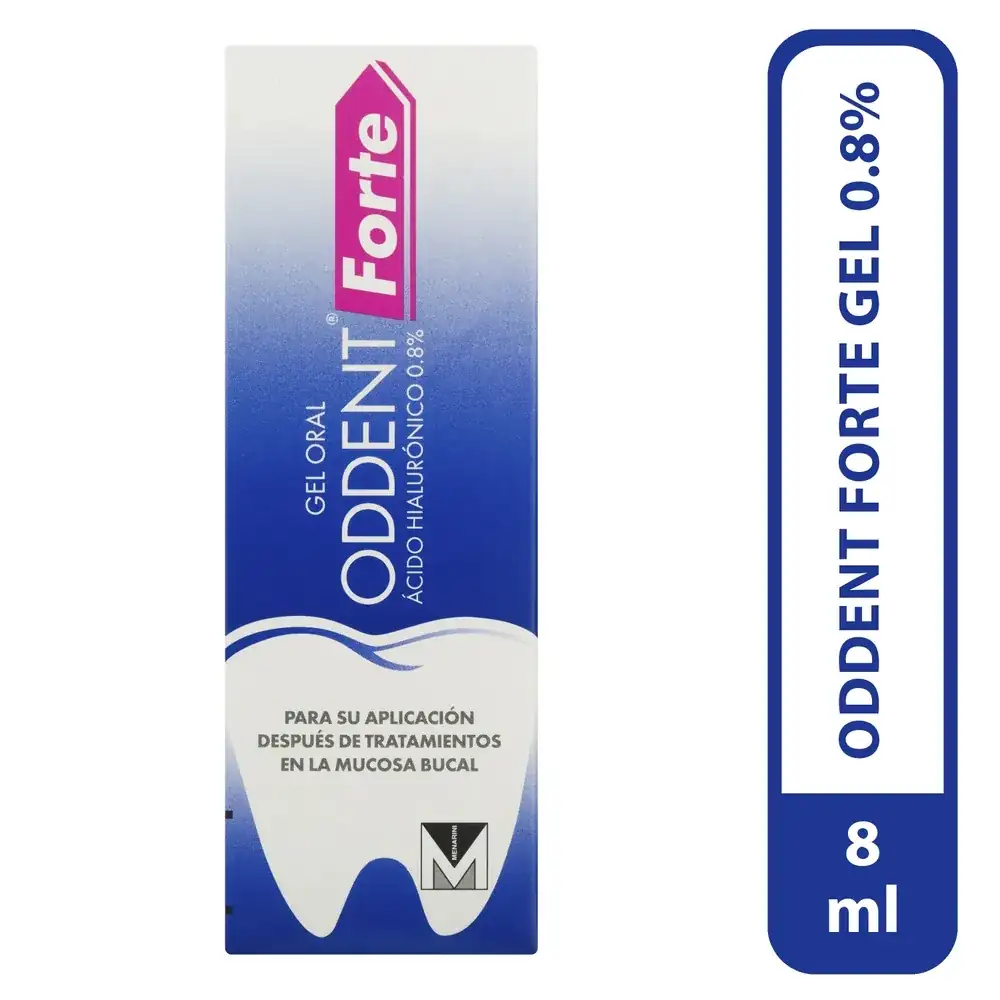 Forte
GEL ORAL
ODDENT®
ÁCIDO HIALURÓNICO 0.8%
PARA SU APLICACIÓN
DESPUÉS DE TRATAMIENTOS
EN LA MUCOSA BUCAL
MENARINI
ODDENT FORTE GEL 0.8%
8
ml